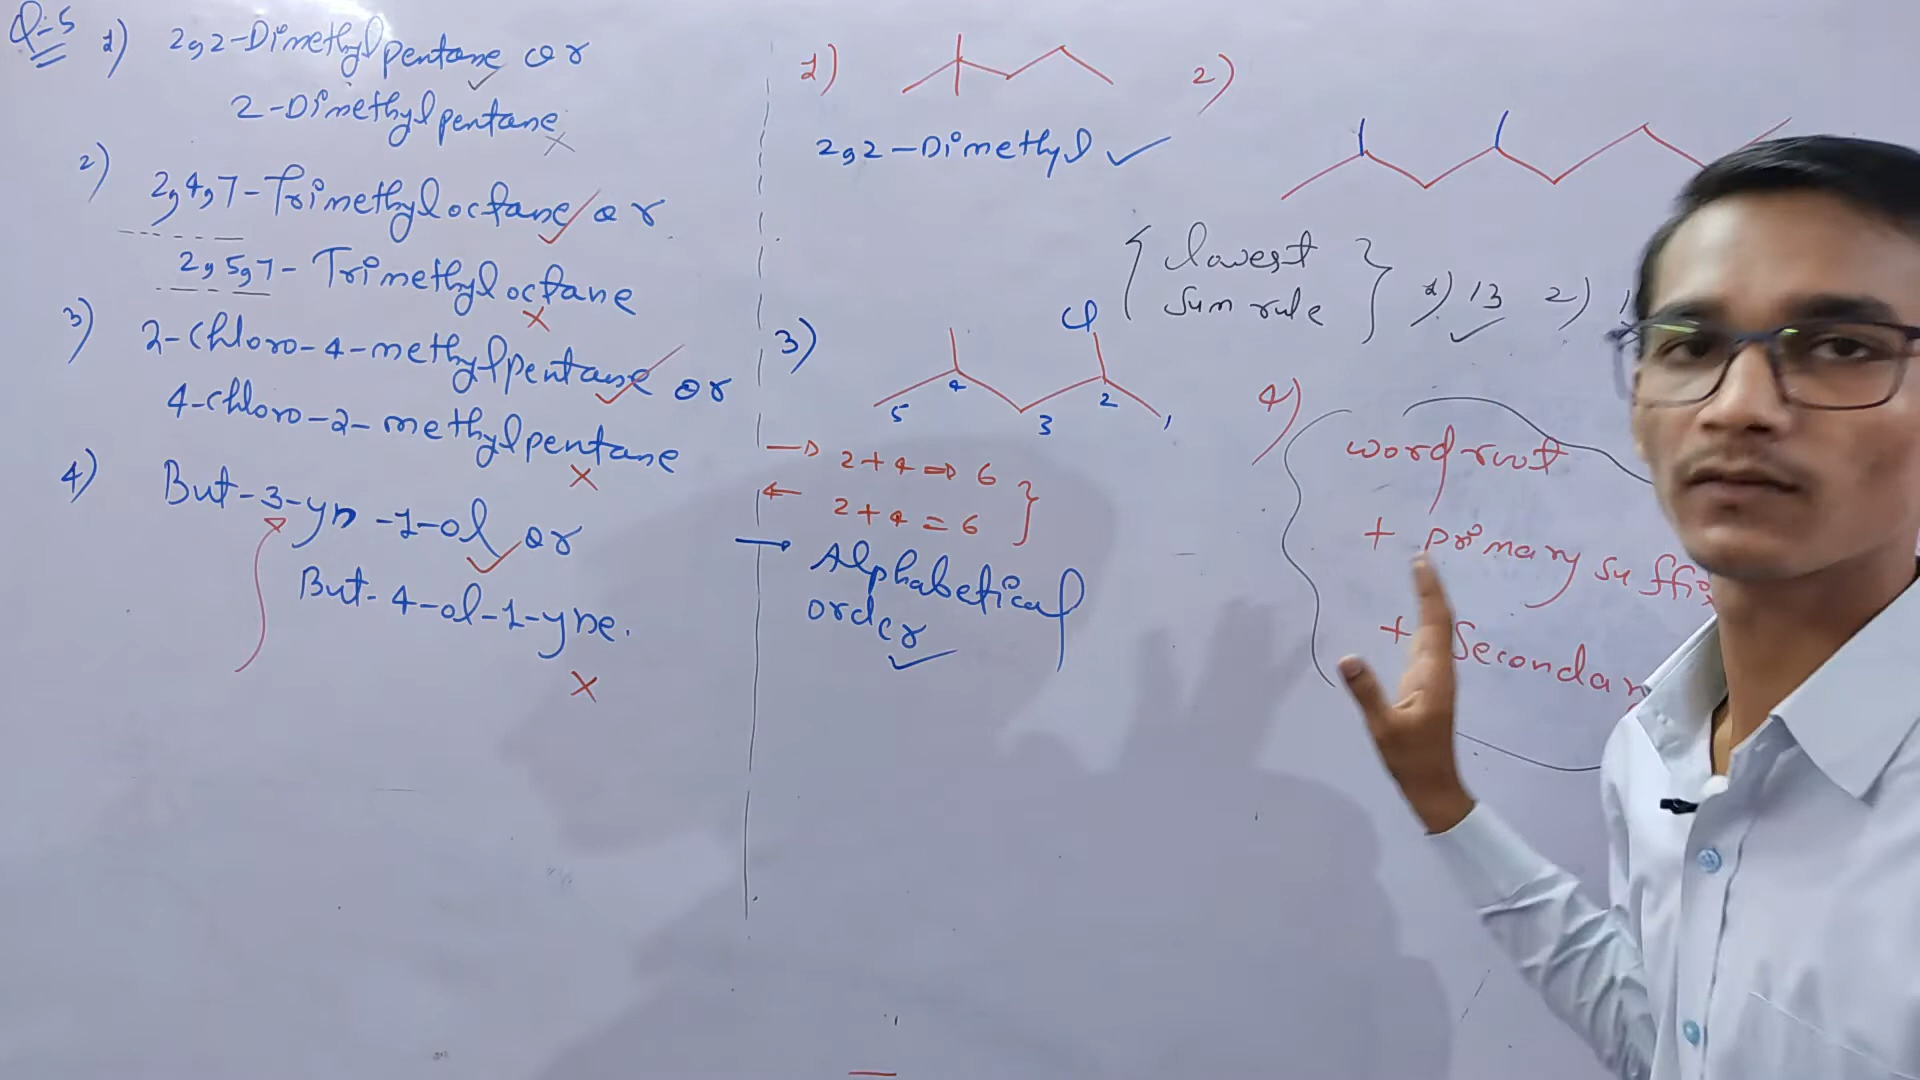 Q-5
1) 2,2-Dimethylpentane or
2-Dimethylpentane
2) 2,4,7-Trimethyloctane or
2,5,7-Trimethyloctane
3) 2-Chloro-4-methylpentane or
4-chloro-2-methylpentane
4) But-3-yn-1-ol or
But-4-ol-1-yne.
1)
2,2-Dimethyl
2)
{ lowest
sum rule }
1) 13 2) 1
3)
Cl
5 4 3 2 1
→ 2+4 ⇒ 6
← 2+4 = 6 }
→ Alphabetical
order
4)
word root
+ primary suffix
+ Secondary